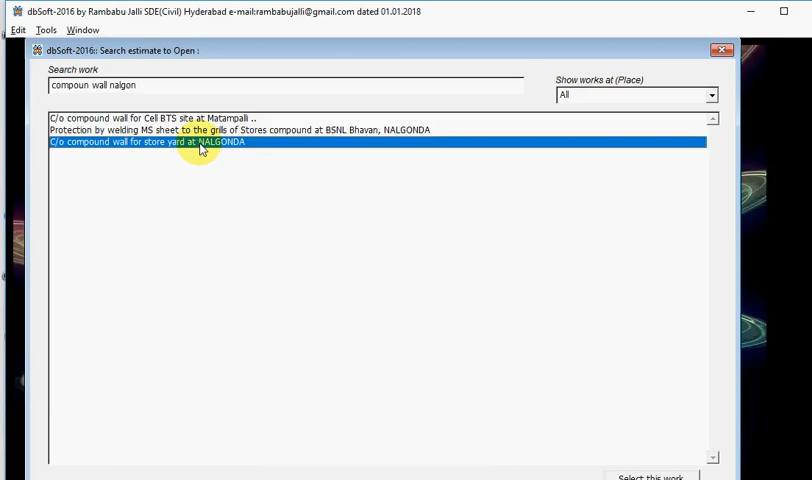 dbSoft-2016 by Rambabu Jalli SDE(Civil) Hyderabad e-mail:rambabujalli@gmail.com dated 01.01.2018
Edit Tools Window
dbSoft-2016:: Search estimate to Open :
Search work
Show works at (Place)
compoun wall nalgon
All
C/o compound wall for Cell BTS site at Matampalli ..
Protection by welding MS sheet to the grills of Stores compound at BSNL Bhavan, NALGONDA
C/o compound wall for store yard at NALGONDA
Select this work